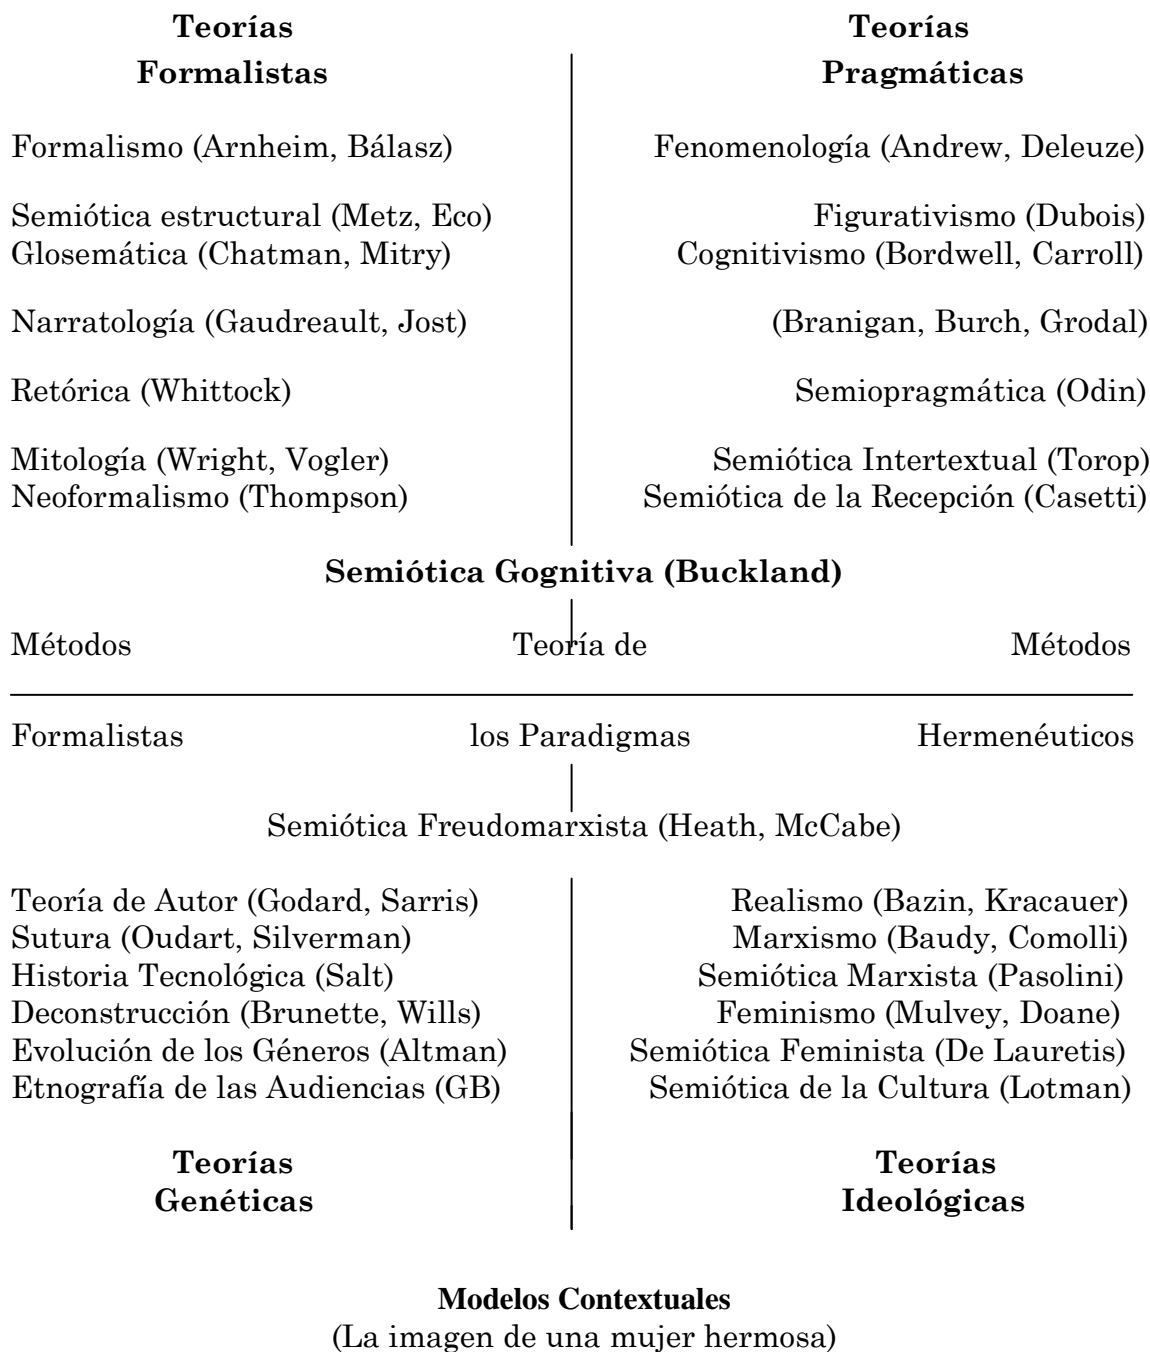 Teorías Teorías
Formalistas Pragmáticas
Formalismo (Arnheim, Bálasz) Fenomenología (Andrew, Deleuze)
Semiótica estructural (Metz, Eco) Figurativismo (Dubois)
Glosemática (Chatman, Mitry) Cognitivismo (Bordwell, Carroll)
Narratología (Gaudreault, Jost) (Branigan, Burch, Grodal)
Retórica (Whittock) Semiopragmática (Odin)
Mitología (Wright, Vogler) Semiótica Intertextual (Torop)
Neoformalismo (Thompson) Semiótica de la Recepción (Casetti)
Semiótica Gognitiva (Buckland)
Métodos Teoría de Métodos
Formalistas los Paradigmas Hermenéuticos
Semiótica Freudomarxista (Heath, McCabe)
Teoría de Autor (Godard, Sarris) Realismo (Bazin, Kracauer)
Sutura (Oudart, Silverman) Marxismo (Baudy, Comolli)
Historia Tecnológica (Salt) Semiótica Marxista (Pasolini)
Deconstrucción (Brunette, Wills) Feminismo (Mulvey, Doane)
Evolución de los Géneros (Altman) Semiótica Feminista (De Lauretis)
Etnografía de las Audiencias (GB) Semiótica de la Cultura (Lotman)
Teorías Teorías
Genéticas Ideológicas
Modelos Contextuales
(La imagen de una mujer hermosa)